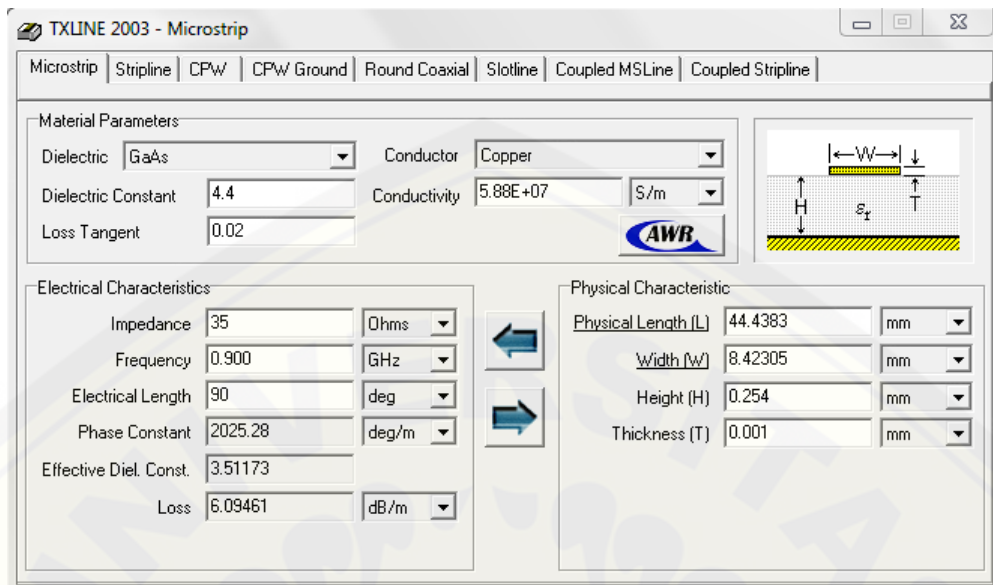 TXLINE 2003 - Microstrip
Microstrip Stripline CPW CPW Ground Round Coaxial Slotline Coupled MSLine Coupled Stripline
Material Parameters
Dielectric GaAs Conductor Copper
Dielectric Constant 4.4 Conductivity 5.88E+07 S/m
Loss Tangent 0.02
AWR
W
H
εr
T
Electrical Characteristics
Impedance 35 Ohms
Frequency 0.900 GHz
Electrical Length 90 deg
Phase Constant 2025.28 deg/m
Effective Diel. Const. 3.51173
Loss 6.09461 dB/m
Physical Characteristic
Physical Length (L) 44.4383 mm
Width (W) 8.42305 mm
Height (H) 0.254 mm
Thickness (T) 0.001 mm